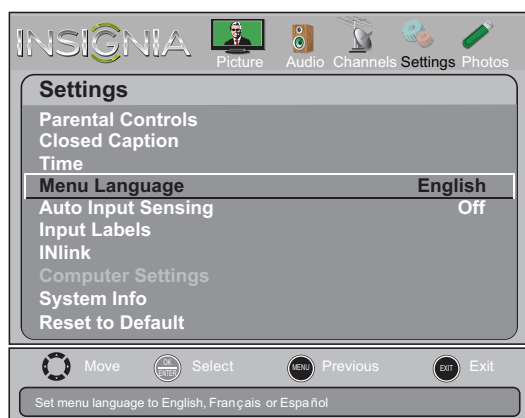 INSIGNIA
Picture Audio Channels Settings Photos
Settings
Parental Controls
Closed Caption
Time
Menu Language English
Auto Input Sensing Off
Input Labels
INlink
Computer Settings
System Info
Reset to Default
Move OK ENTER Select MENU Previous EXIT Exit
Set menu language to English, Français or Español